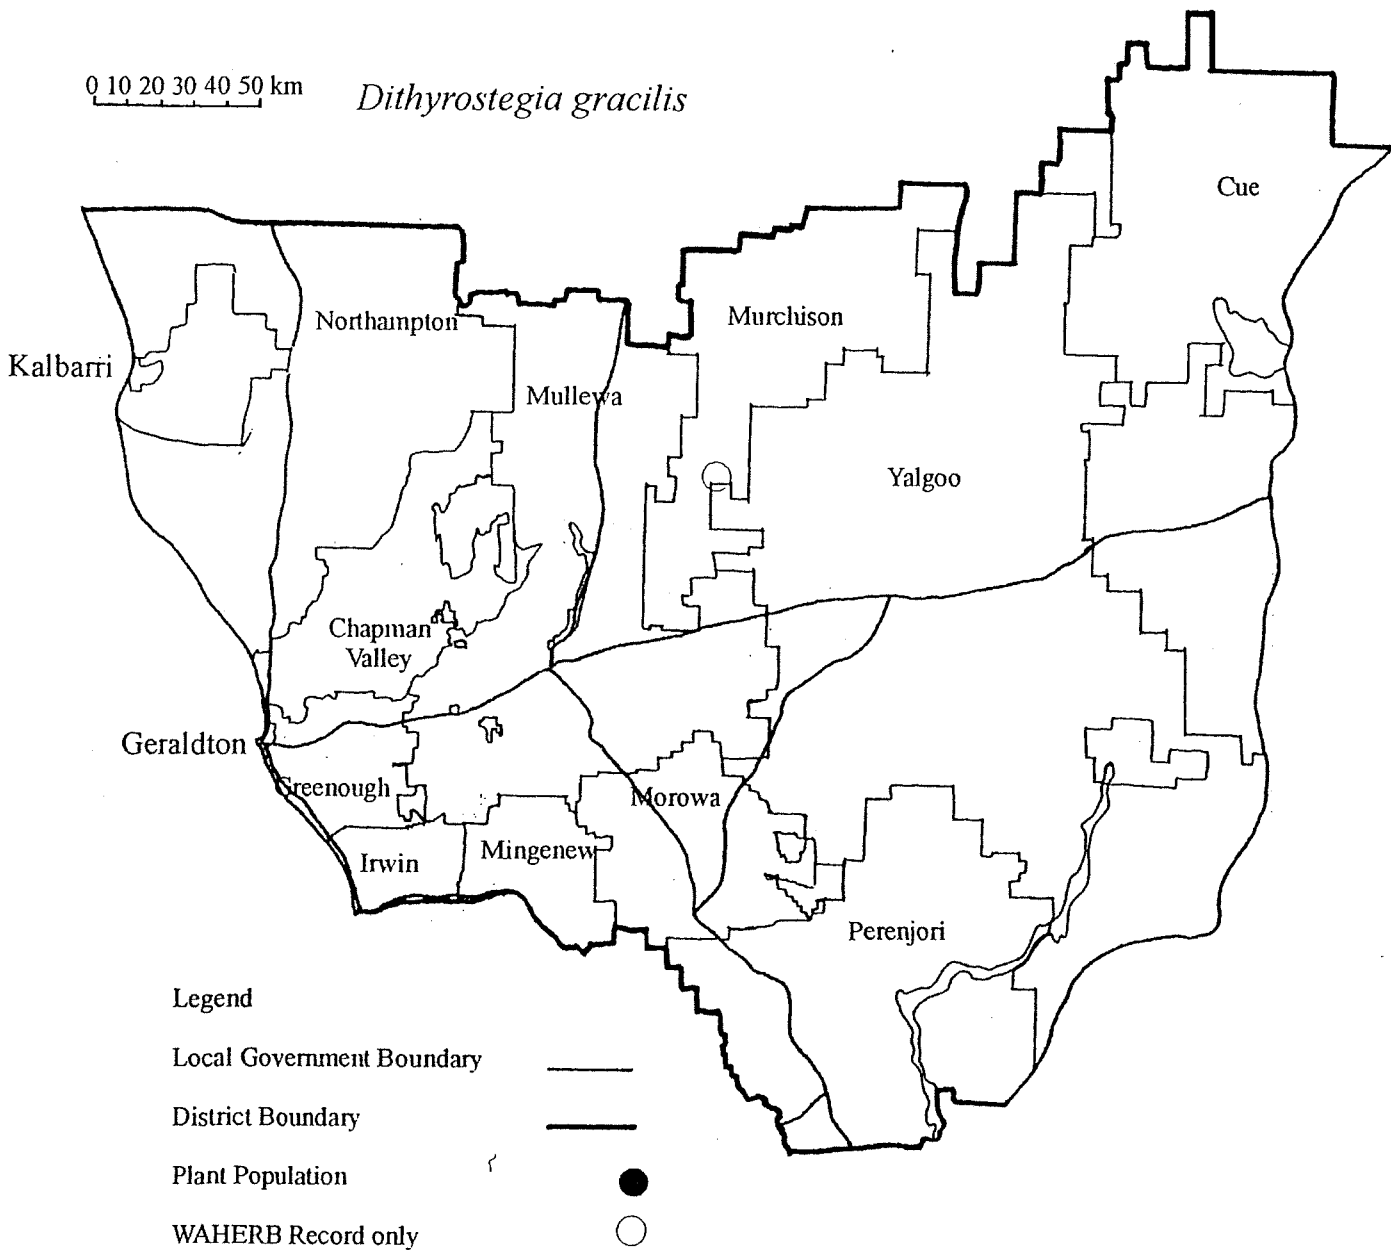 0 10 20 30 40 50 km
Dithyrostegia gracilis
Cue
Northampton
Murchison
Kalbarri
Mullewa
Yalgoo
Chapman
Valley
Geraldton
Greenough
Morowa
Irwin
Mingenew
Perenjori
Legend
Local Government Boundary
District Boundary
Plant Population
WAHERB Record only